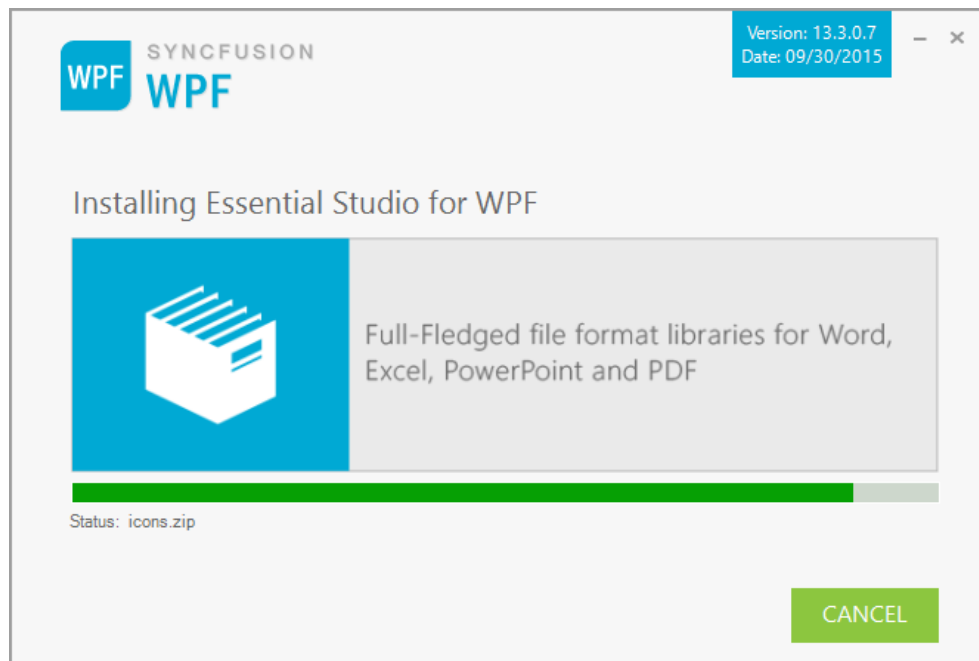 WPF
SYNCFUSION
WPF
Version: 13.3.0.7
Date: 09/30/2015
Installing Essential Studio for WPF
Full-Fledged file format libraries for Word,
Excel, PowerPoint and PDF
Status: icons.zip
CANCEL